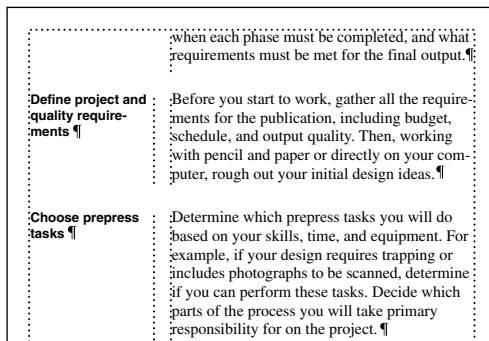 when each phase must be completed, and what
requirements must be met for the final output.¶
Define project and
quality require-
ments ¶
Before you start to work, gather all the require-
ments for the publication, including budget,
schedule, and output quality. Then, working
with pencil and paper or directly on your com-
puter, rough out your initial design ideas.¶
Choose prepress
tasks ¶
Determine which prepress tasks you will do
based on your skills, time, and equipment. For
example, if your design requires trapping or
includes photographs to be scanned, determine
if you can perform these tasks. Decide which
parts of the process you will take primary
responsibility for on the project. ¶